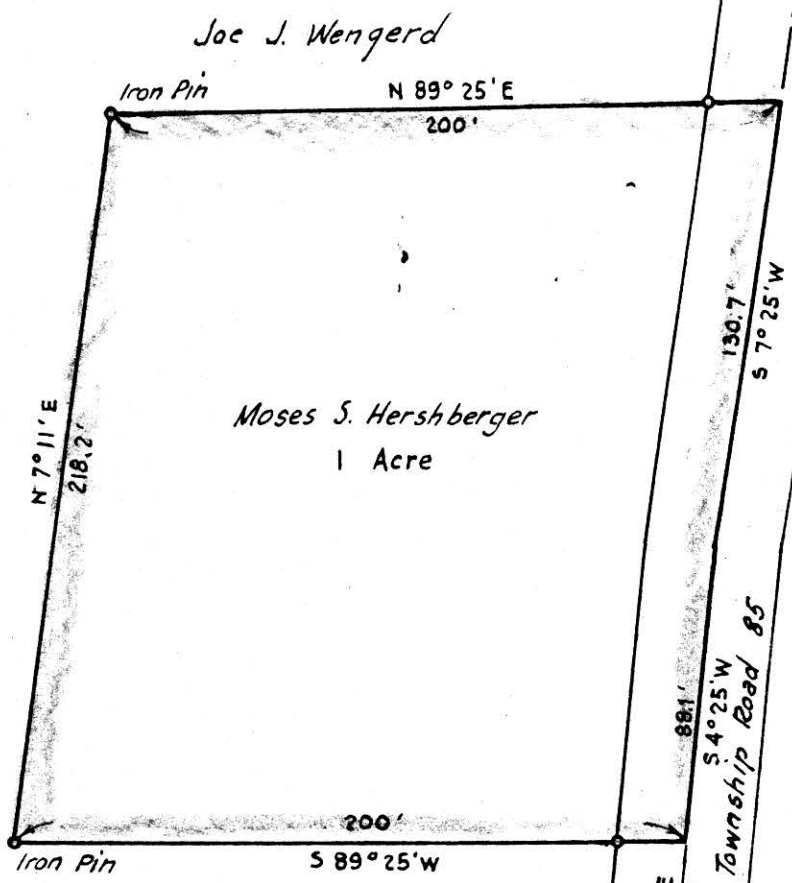 Joe J. Wengerd
Iron Pin
N 89° 25' E
200'
130.7'
S 7° 25' W
N 7° 11' E
218.2'
Moses S. Hershberger
1 Acre
88.1'
S 4° 25' W
Township Road 85
200'
Iron Pin
S 89° 25' W